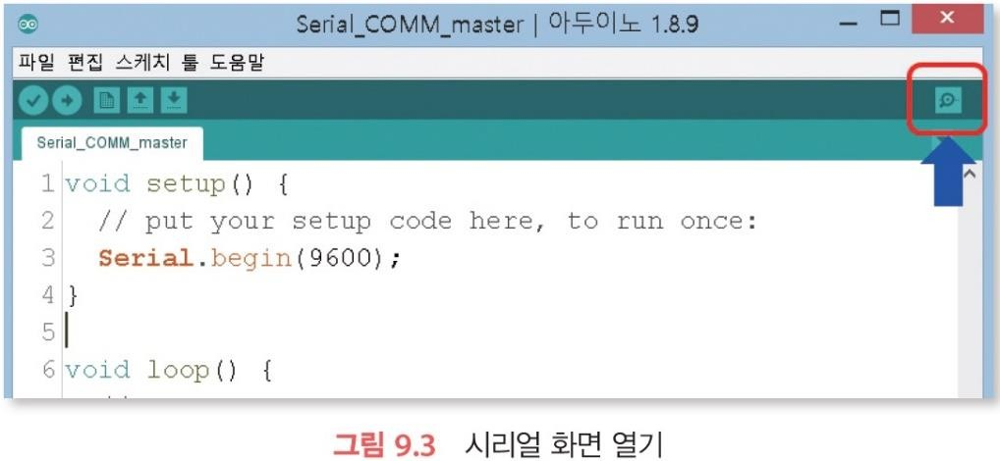 Serial_COMM_master | 아두이노 1.8.9
파일 편집 스케치 툴 도움말
Serial_COMM_master
1 void setup() {
2   // put your setup code here, to run once:
3   Serial.begin(9600);
4 }
5
6 void loop() {
그림 9.3 시리얼 화면 열기